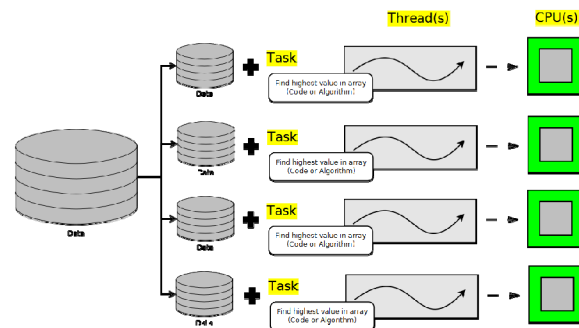 Thread(s) CPU(s)
Task
Find highest value in array
(Code or Algorithm)
Data
Task
Find highest value in array
(Code or Algorithm)
Data
Data
Task
Find highest value in array
(Code or Algorithm)
Data
Task
Find highest value in array
(Code or Algorithm)
Data